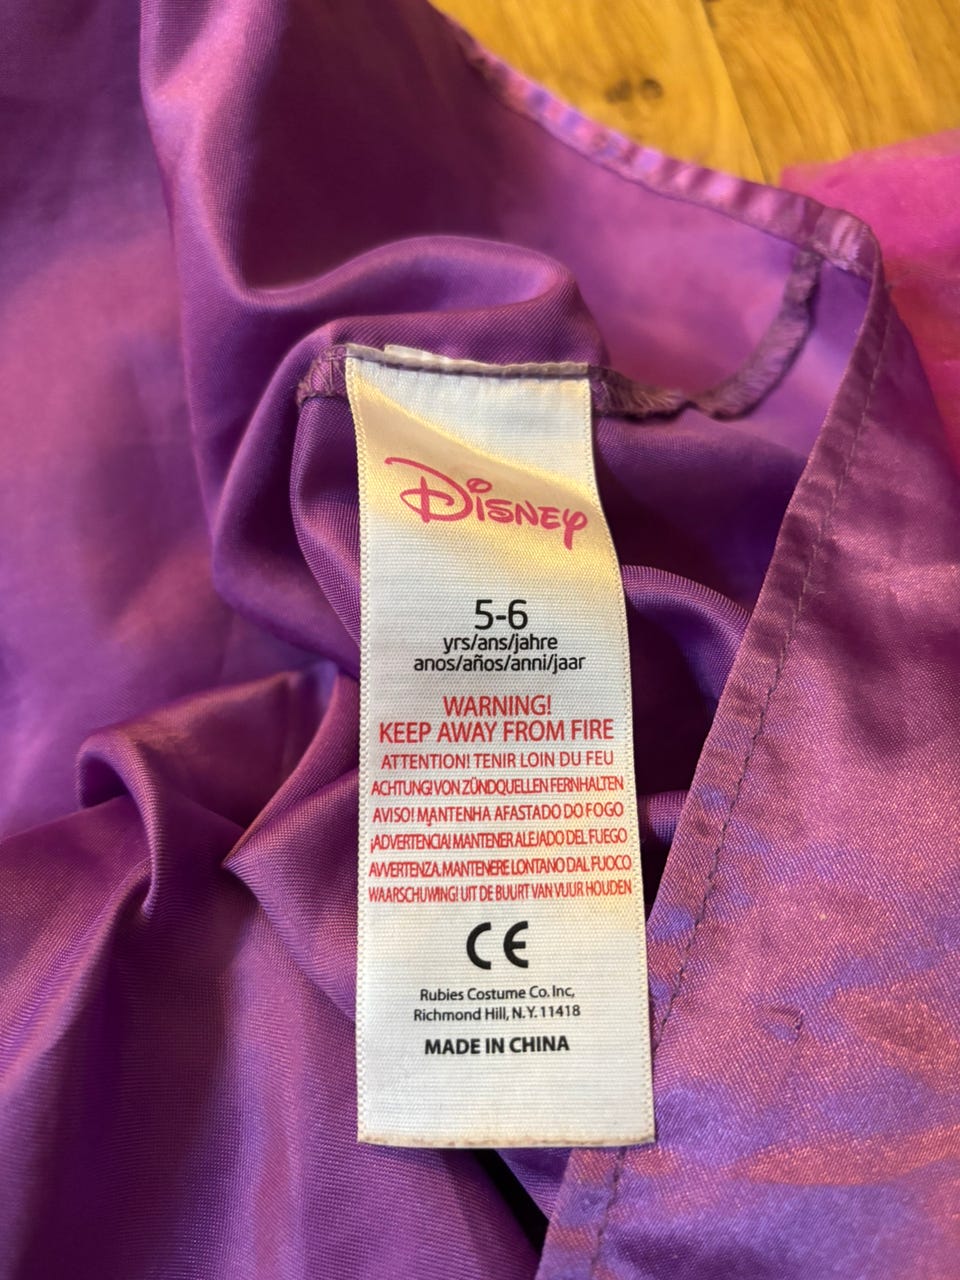 Disney
5-6
yrs/ans/jahre
anos/años/anni/jaar
WARNING!
KEEP AWAY FROM FIRE
ATTENTION! TENIR LOIN DU FEU
ACHTUNG! VON ZÜNDQUELLEN FERNHALTEN
AVISO! MANTENHA AFASTADO DO FOGO
¡ADVERTENCIA! MANTENER ALEJADO DEL FUEGO
AVVERTENZA. MANTENERE LONTANO DAL FUOCO
WAARSCHUWING! UIT DE BUURT VAN VUUR HOUDEN
CE
Rubies Costume Co. Inc,
Richmond Hill, N.Y. 11418
MADE IN CHINA